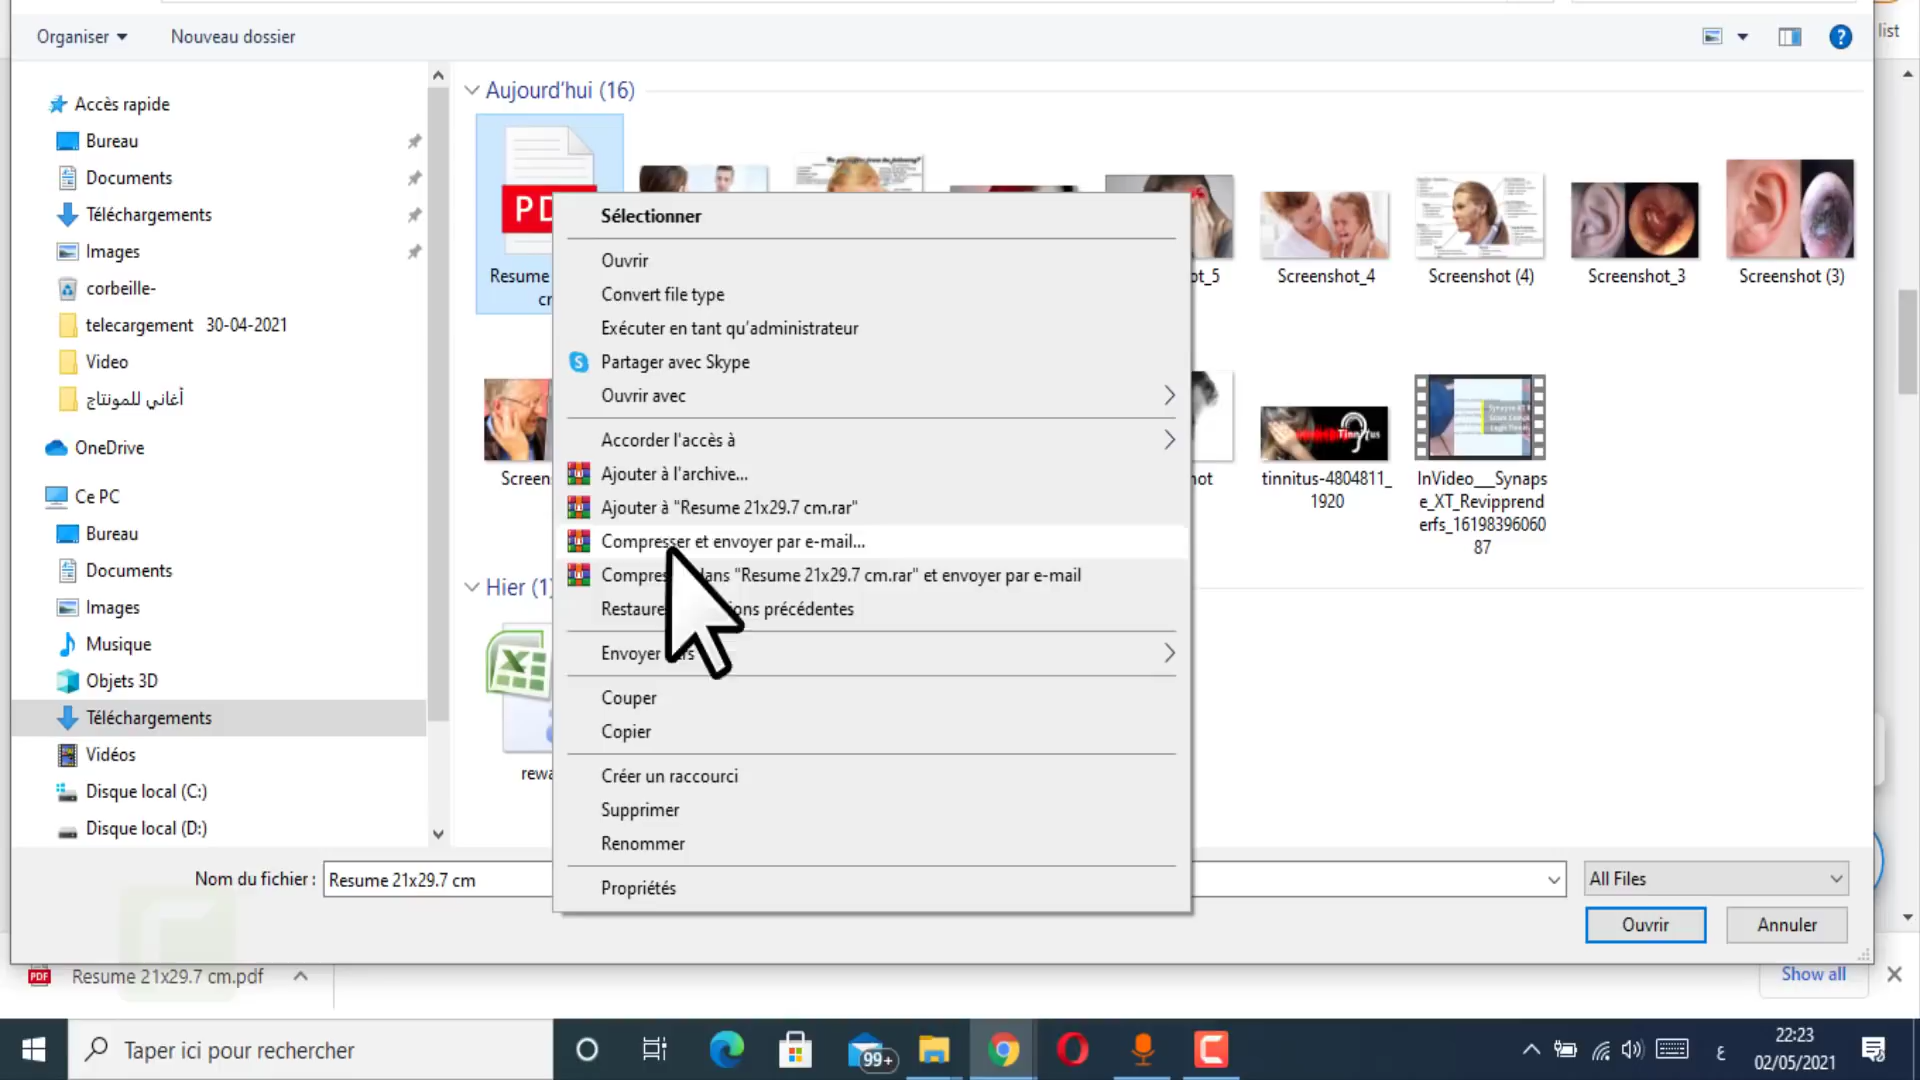 list
Organiser
Nouveau dossier
Accès rapide
Bureau
Documents
Téléchargements
Images
corbeille-
telecargement 30-04-2021
Video
أغاني للمونتاج
OneDrive
Ce PC
Bureau
Documents
Images
Musique
Objets 3D
Téléchargements
Vidéos
Disque local (C:)
Disque local (D:)
Aujourd'hui (16)
Resume
Screenshot_4
Screenshot (4)
Screenshot_3
Screenshot (3)
tinnitus-4804811_
1920
InVideo___Synaps
e_XT_Revipprend
erfs_16198396060
87
Hier
Sélectionner
Ouvrir
Convert file type
Exécuter en tant qu'administrateur
Partager avec Skype
Ouvrir avec
Accorder l'accès à
Ajouter à l'archive...
Ajouter à "Resume 21x29.7 cm.rar"
Compresser et envoyer par e-mail...
"Resume 21x29.7 cm.rar" et envoyer par e-mail
précédentes
Envoyer
Couper
Copier
Créer un raccourci
Supprimer
Renommer
Propriétés
Nom du fichier :
Resume 21x29.7 cm
All Files
Ouvrir
Annuler
PDF
Resume 21x29.7 cm.pdf
Show all
Taper ici pour rechercher
99+
ع
22:23
02/05/2021